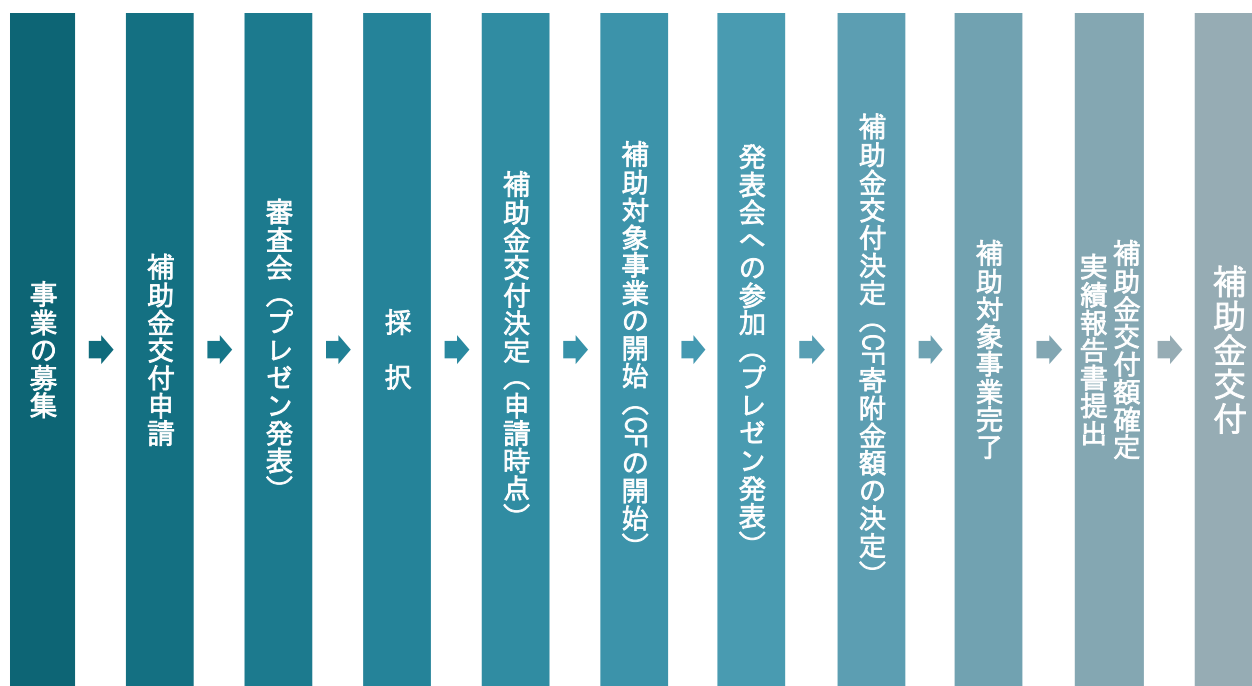 事業の募集
補助金交付申請
審査会（プレゼン発表）
採択
補助金交付決定（申請時点）
補助対象事業の開始（CFの開始）
発表会への参加（プレゼン発表）
補助金交付決定（CF寄附金額の決定）
補助対象事業完了
補助金交付額確定
実績報告書提出
補助金交付